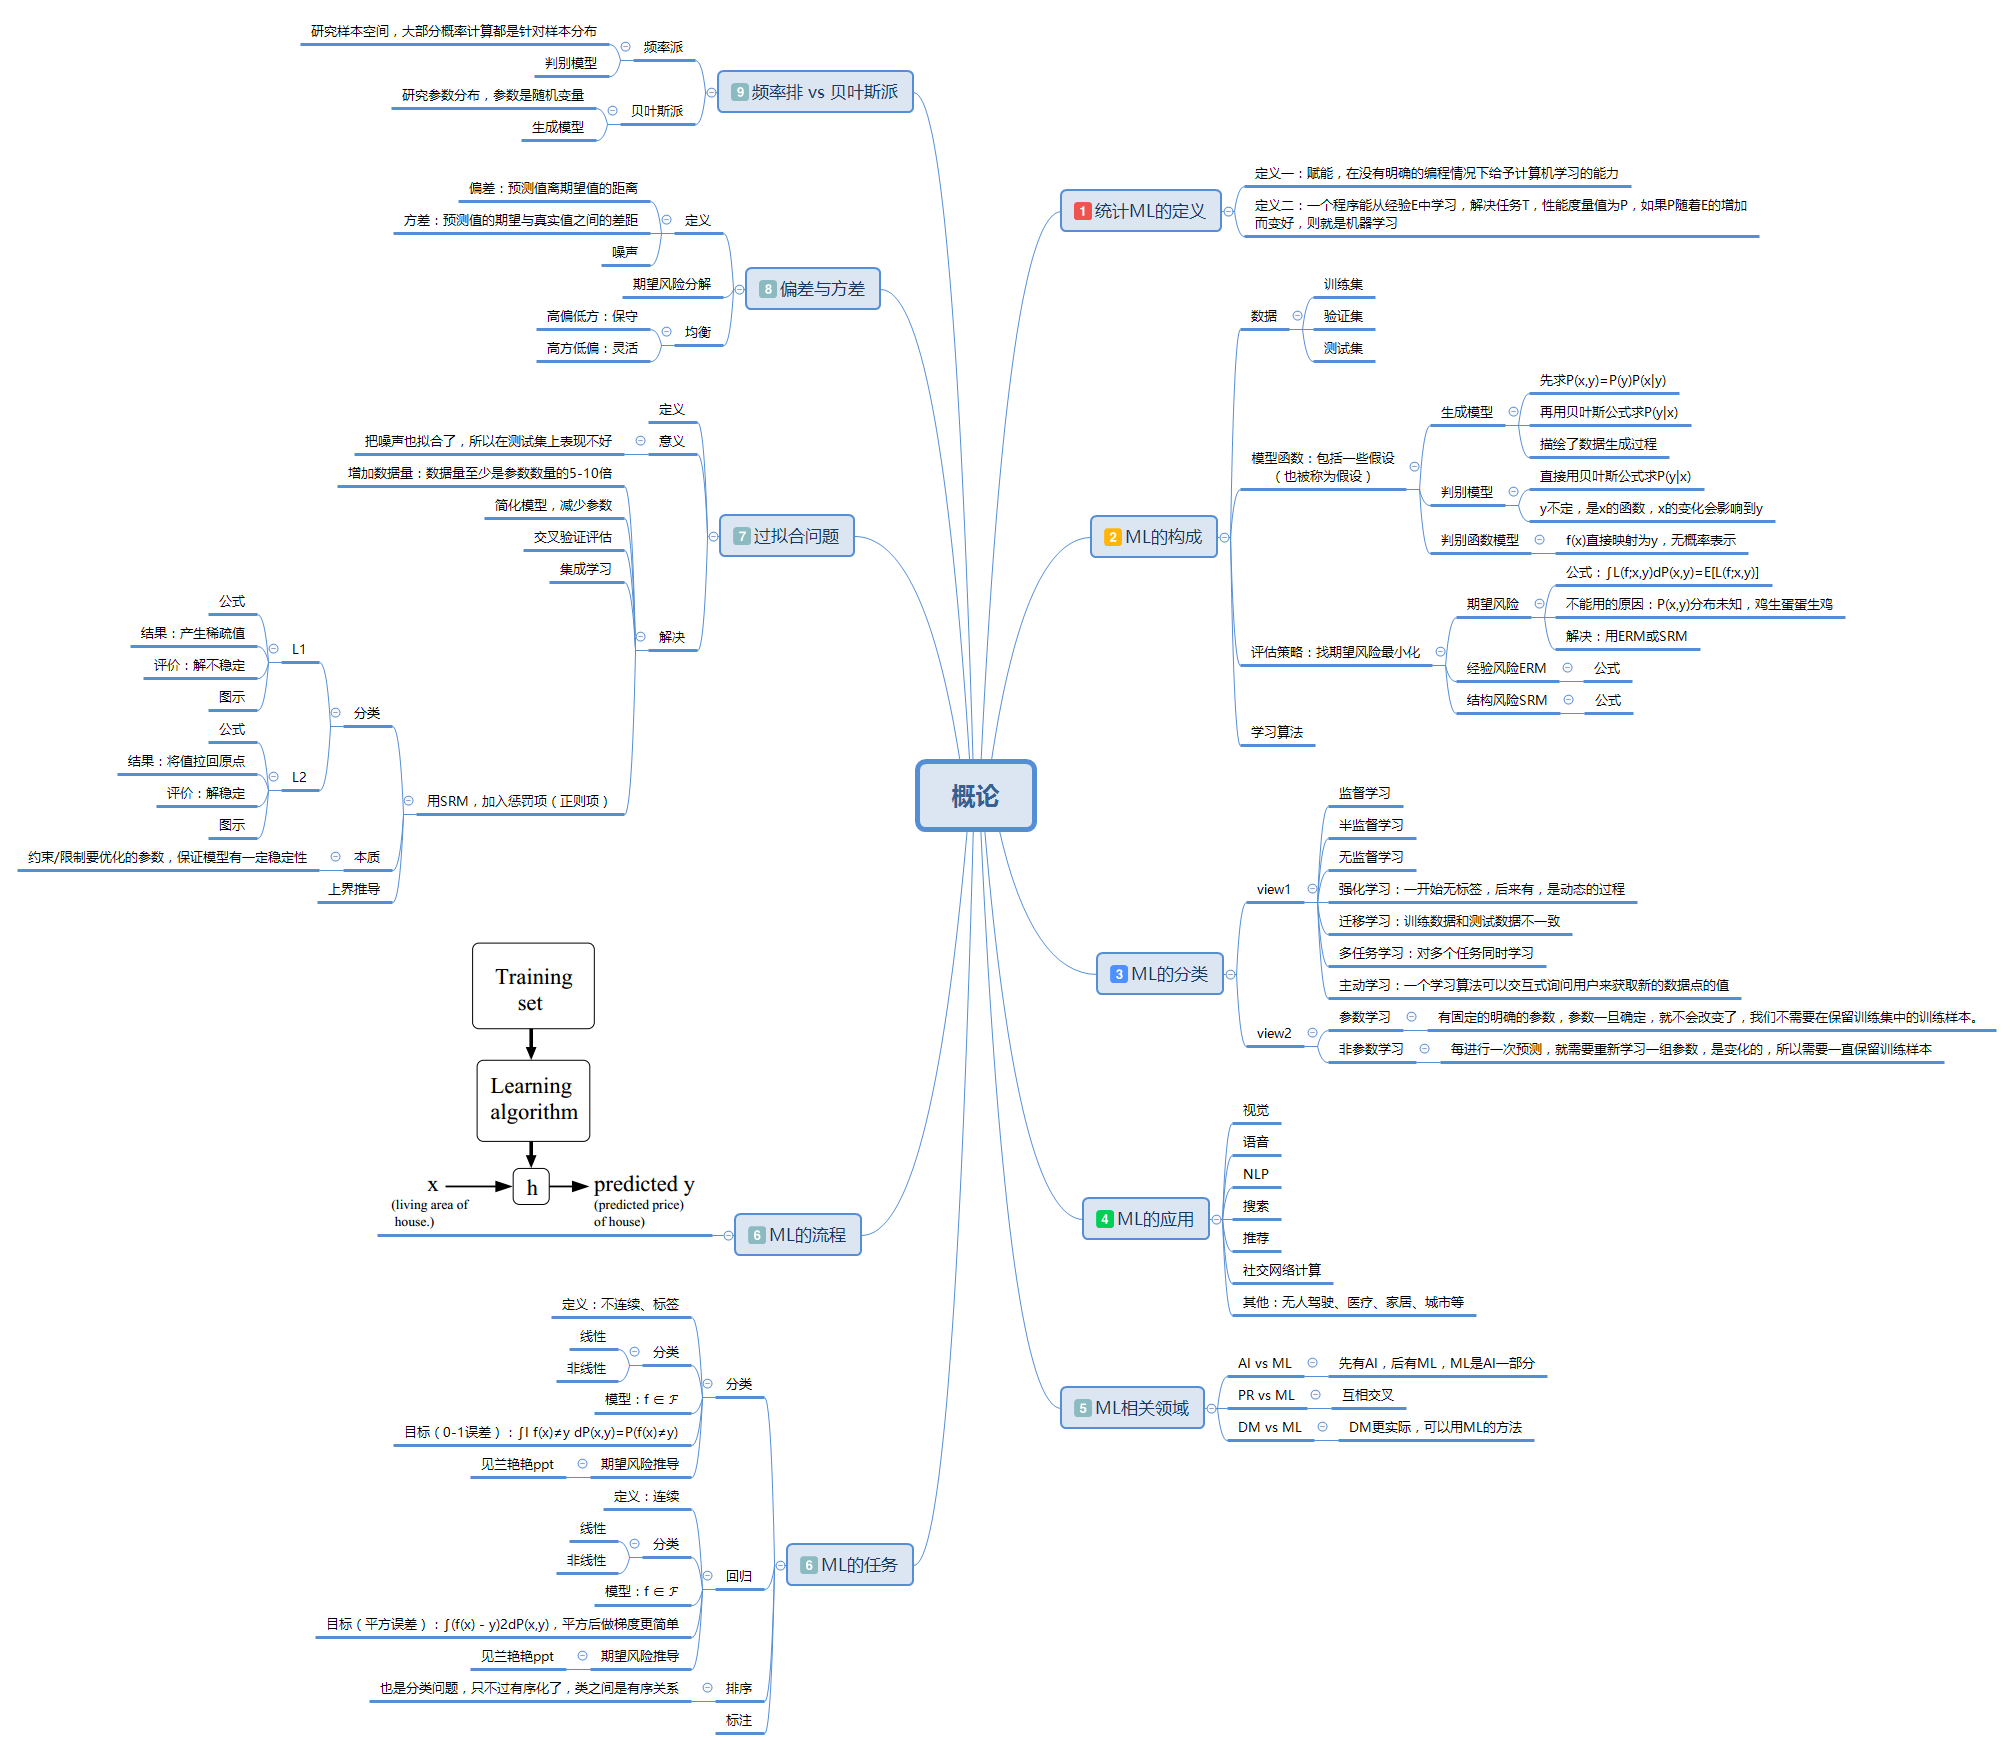 概论
1 统计ML的定义
定义一：赋能，在没有明确的编程情况下给予计算机学习的能力
定义二：一个程序能从经验E中学习，解决任务T，性能度量值为P，如果P随着E的增加
而变好，则就是机器学习
2 ML的构成
数据
训练集
验证集
测试集
模型函数：包括一些假设
（也被称为假设）
生成模型
先求P(x,y)=P(y)P(x|y)
再用贝叶斯公式求P(y|x)
描绘了数据生成过程
判别模型
直接用贝叶斯公式求P(y|x)
y不定，是x的函数，x的变化会影响到y
判别函数模型
f(x)直接映射为y，无概率表示
评估策略：找期望风险最小化
期望风险
公式：∫L(f;x,y)dP(x,y)=E[L(f;x,y)]
不能用的原因：P(x,y)分布未知，鸡生蛋蛋生鸡
解决：用ERM或SRM
经验风险ERM
公式
结构风险SRM
公式
学习算法
3 ML的分类
view1
监督学习
半监督学习
无监督学习
强化学习：一开始无标签，后来有，是动态的过程
迁移学习：训练数据和测试数据不一致
多任务学习：对多个任务同时学习
主动学习：一个学习算法可以交互式询问用户来获取新的数据点的值
view2
参数学习
有固定的明确的参数，参数一旦确定，就不会改变了，我们不需要在保留训练集中的训练样本。
非参数学习
每进行一次预测，就需要重新学习一组参数，是变化的，所以需要一直保留训练样本
4 ML的应用
视觉
语音
NLP
搜索
推荐
社交网络计算
其他：无人驾驶、医疗、家居、城市等
5 ML相关领域
AI vs ML
先有AI，后有ML，ML是AI一部分
PR vs ML
互相交叉
DM vs ML
DM更实际，可以用ML的方法
9 频率排 vs 贝叶斯派
频率派
研究样本空间，大部分概率计算都是针对样本分布
判别模型
贝叶斯派
研究参数分布，参数是随机变量
生成模型
8 偏差与方差
定义
偏差：预测值离期望值的距离
方差：预测值的期望与真实值之间的差距
噪声
期望风险分解
均衡
高偏低方：保守
高方低偏：灵活
7 过拟合问题
定义
意义
把噪声也拟合了，所以在测试集上表现不好
解决
增加数据量：数据量至少是参数数量的5-10倍
简化模型，减少参数
交叉验证评估
集成学习
用SRM，加入惩罚项（正则项）
分类
L1
公式
结果：产生稀疏值
评价：解不稳定
图示
L2
公式
结果：将值拉回原点
评价：解稳定
图示
本质
约束/限制要优化的参数，保证模型有一定稳定性
上界推导
6 ML的流程
Training
set
Learning
algorithm
x
h
predicted y
(living area of
house.)
(predicted price)
of house)
6 ML的任务
分类
定义：不连续、标签
分类
线性
非线性
模型：f ∈ ℱ
目标（0-1误差）：∫I f(x)≠y dP(x,y)=P(f(x)≠y)
期望风险推导
见兰艳艳ppt
回归
定义：连续
分类
线性
非线性
模型：f ∈ ℱ
目标（平方误差）：∫(f(x) - y)2dP(x,y)，平方后做梯度更简单
期望风险推导
见兰艳艳ppt
排序
也是分类问题，只不过有序化了，类之间是有序关系
标注